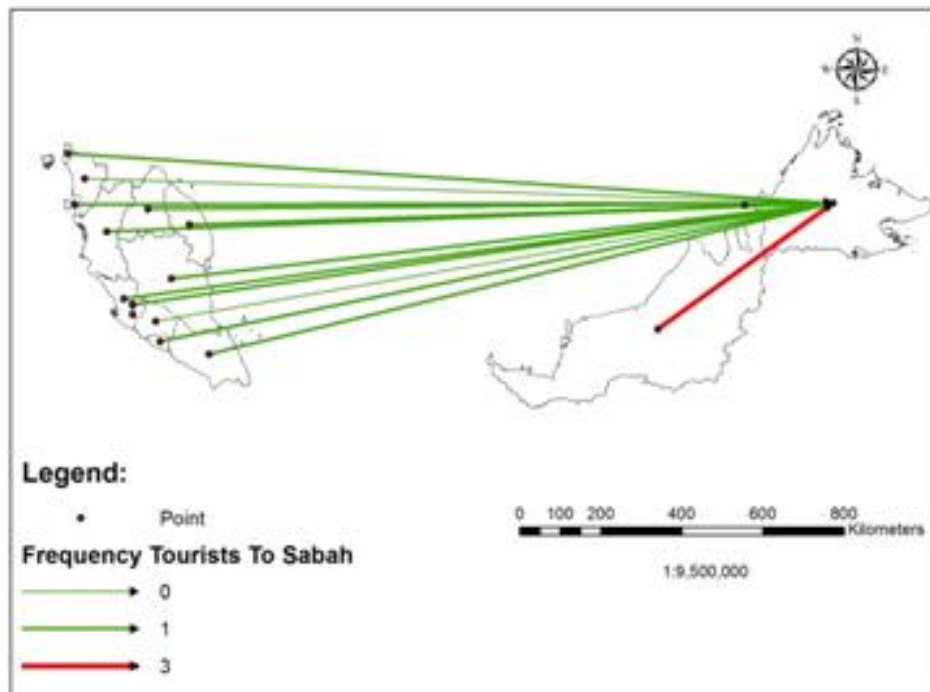 N
W
E
S
Legend:
Point
Frequency Tourists To Sabah
0
1
3
0 100 200 400 600 800
Kilometers
1:9,500,000